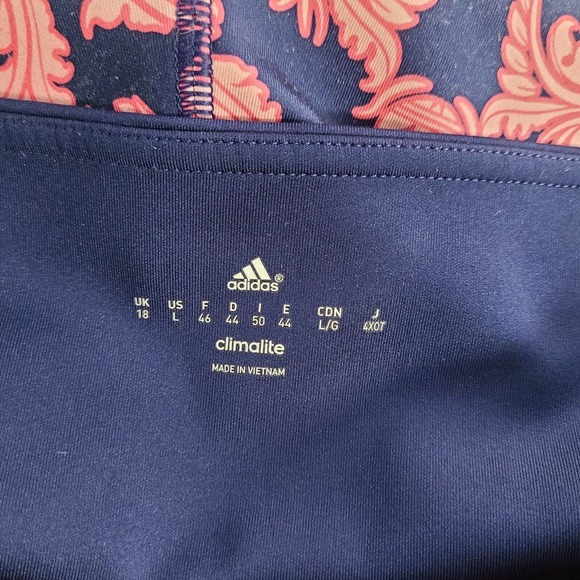 adidas®
UK US F D I E CDN J
18 L 46 44 50 44 L/G 4XOT
climalite
MADE IN VIETNAM